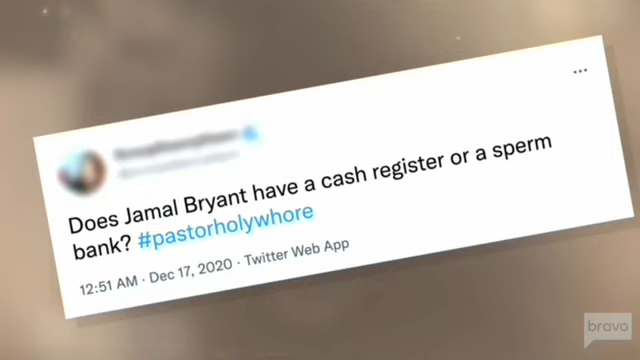 Does Jamal Bryant have a cash register or a sperm
bank? #pastorholywhore
12:51 AM · Dec 17, 2020 · Twitter Web App
bravo